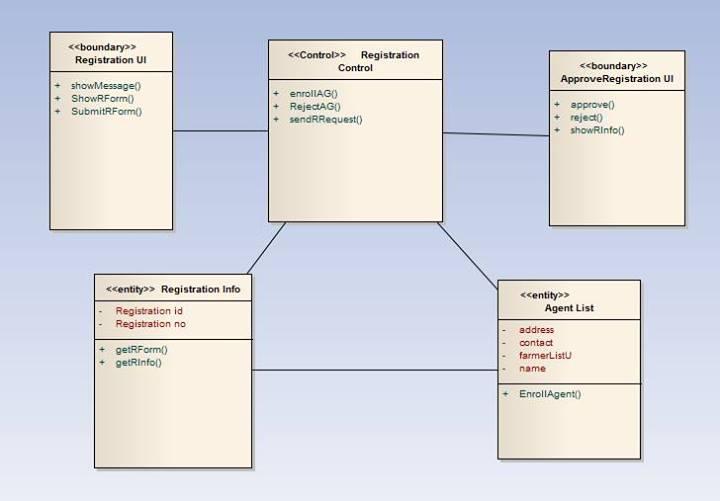 <<boundary>>
Registration UI
+ showMessage()
+ ShowRForm()
+ SubmitRForm()
<<Control>> Registration
Control
+ enrollAG()
+ RejectAG()
+ sendRRequest()
<<boundary>>
ApproveRegistration UI
+ approve()
+ reject()
+ showRInfo()
<<entity>> Registration Info
- Registration id
- Registration no
+ getRForm()
+ getRInfo()
<<entity>>
Agent List
- address
- contact
- farmerListU
- name
+ EnrollAgent()